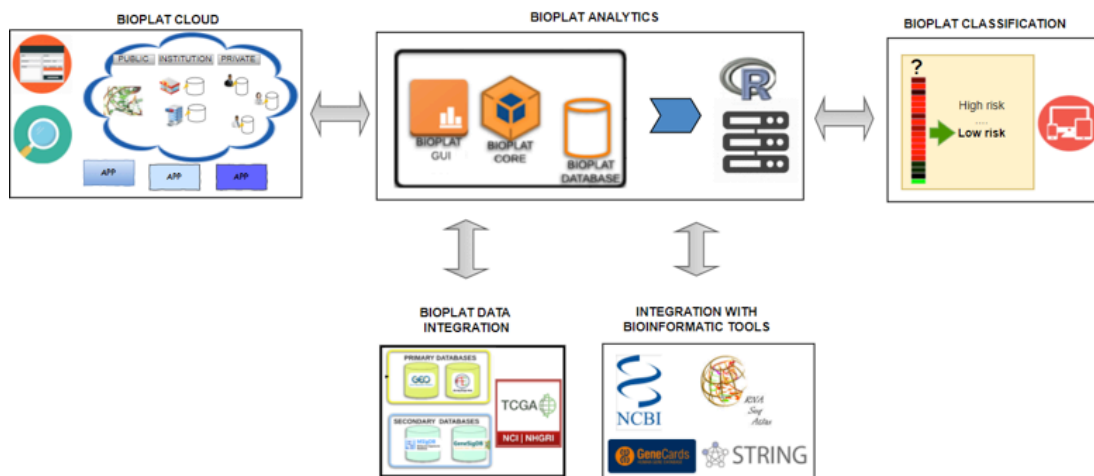 BIOPLAT CLOUD
PUBLIC
INSTITUTION
PRIVATE
APP
APP
APP
BIOPLAT ANALYTICS
BIOPLAT
GUI
BIOPLAT
CORE
BIOPLAT
DATABASE
R
BIOPLAT CLASSIFICATION
?
High risk
....
Low risk
BIOPLAT DATA
INTEGRATION
PRIMARY DATABASES
GEO
SECONDARY DATABASES
MSigDB
GeneSigDB
TCGA
NCI | NHGRI
INTEGRATION WITH
BIOINFORMATIC TOOLS
NCBI
RNA
Seq
Atlas
GeneCards
STRING